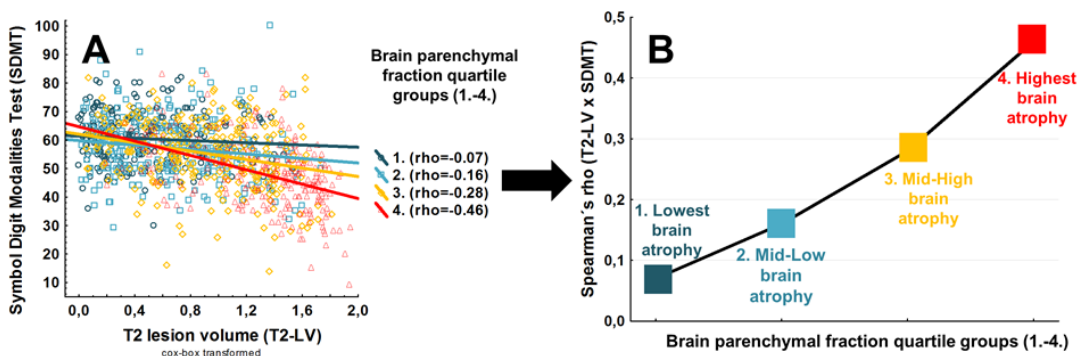 A
Symbol Digit Modalities Test (SDMT)
100
90
80
70
60
50
40
30
20
10
0,0
0,4
0,8
1,2
1,6
2,0
T2 lesion volume (T2-LV)
cox-box transformed
Brain parenchymal
fraction quartile
groups (1.-4.)
1. (rho=-0.07)
2. (rho=-0.16)
3. (rho=-0.28)
4. (rho=-0.46)
B
Spearman´s rho (T2-LV x SDMT)
0,5
0,4
0,3
0,2
0,1
0,0
1. Lowest
brain
atrophy
2. Mid-Low
brain
atrophy
3. Mid-High
brain
atrophy
4. Highest
brain
atrophy
Brain parenchymal fraction quartile groups (1.-4.)